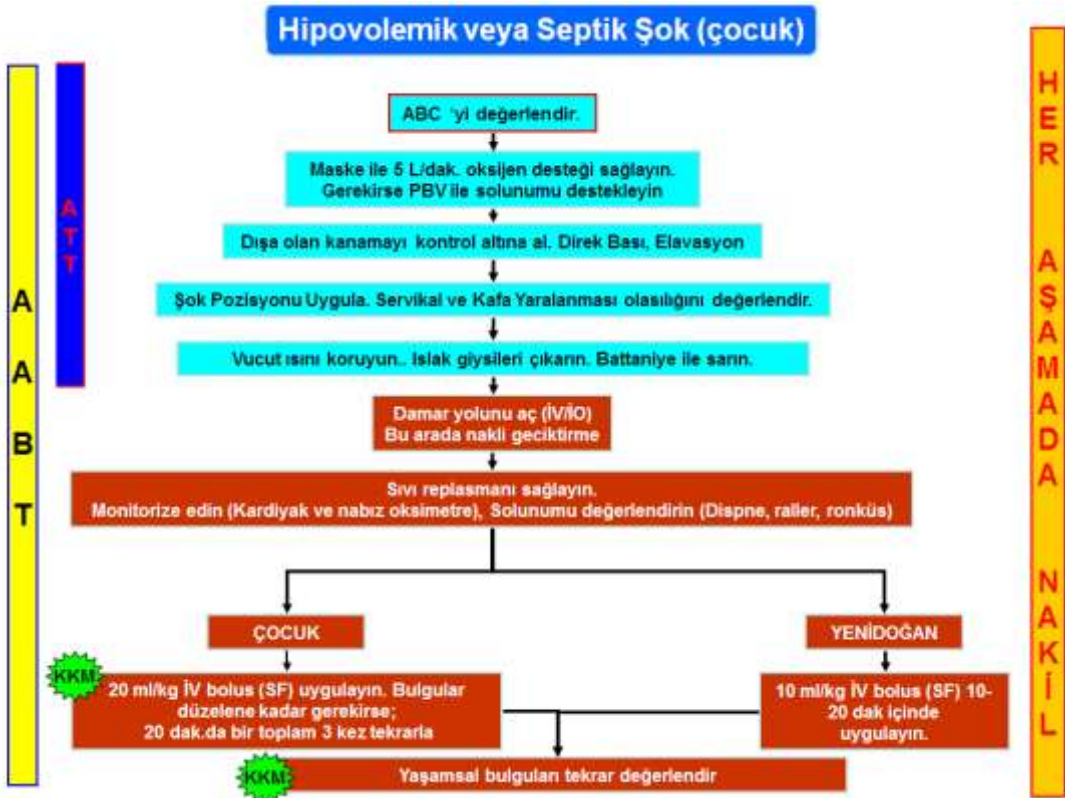 Hipovolemik veya Septik Şok (çocuk)
AABT
ATT
HER AŞAMADA NAKİL
ABC 'yi değerlendir.
Maske ile 5 L/dak. oksijen desteği sağlayın.
Gerekirse PBV ile solunumu destekleyin
Dışa olan kanamayı kontrol altına al. Direk Bası, Elavasyon
Şok Pozisyonu Uygula. Servikal ve Kafa Yaralanması olasılığını değerlendir.
Vucut ısını koruyun.. Islak giysileri çıkarın. Battaniye ile sarın.
Damar yolunu aç (İV/İO)
Bu arada nakli geciktirme
Sıvı replasmanı sağlayın.
Monitorize edin (Kardiyak ve nabız oksimetre), Solunumu değerlendirin (Dispne, raller, ronküs)
ÇOCUK
YENİDOĞAN
KKM
20 ml/kg İV bolus (SF) uygulayın. Bulgular
düzelene kadar gerekirse;
20 dak.da bir toplam 3 kez tekrarla
10 ml/kg İV bolus (SF) 10-
20 dak içinde
uygulayın.
KKM
Yaşamsal bulguları tekrar değerlendir